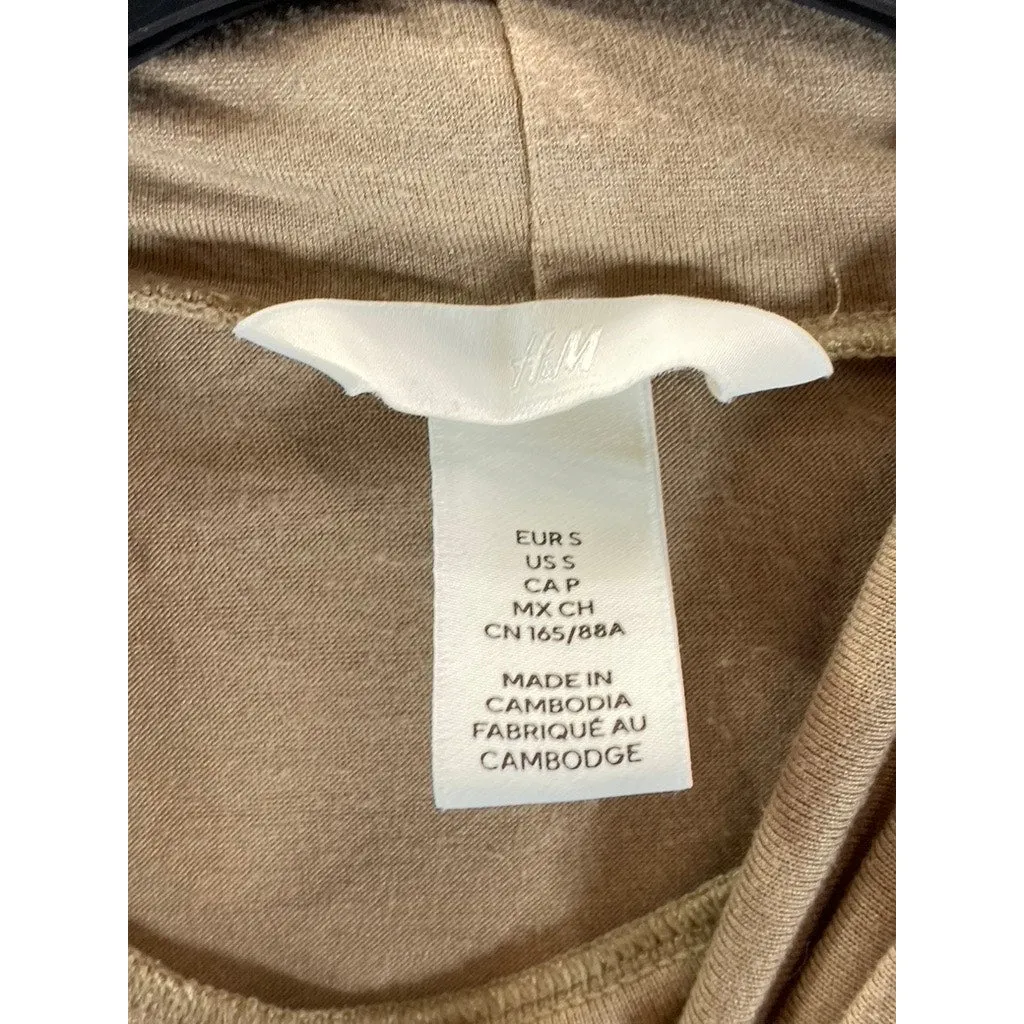 H&M
EUR S
US S
CA P
MX CH
CN 165/88A
MADE IN
CAMBODIA
FABRIQUÉ AU
CAMBODGE